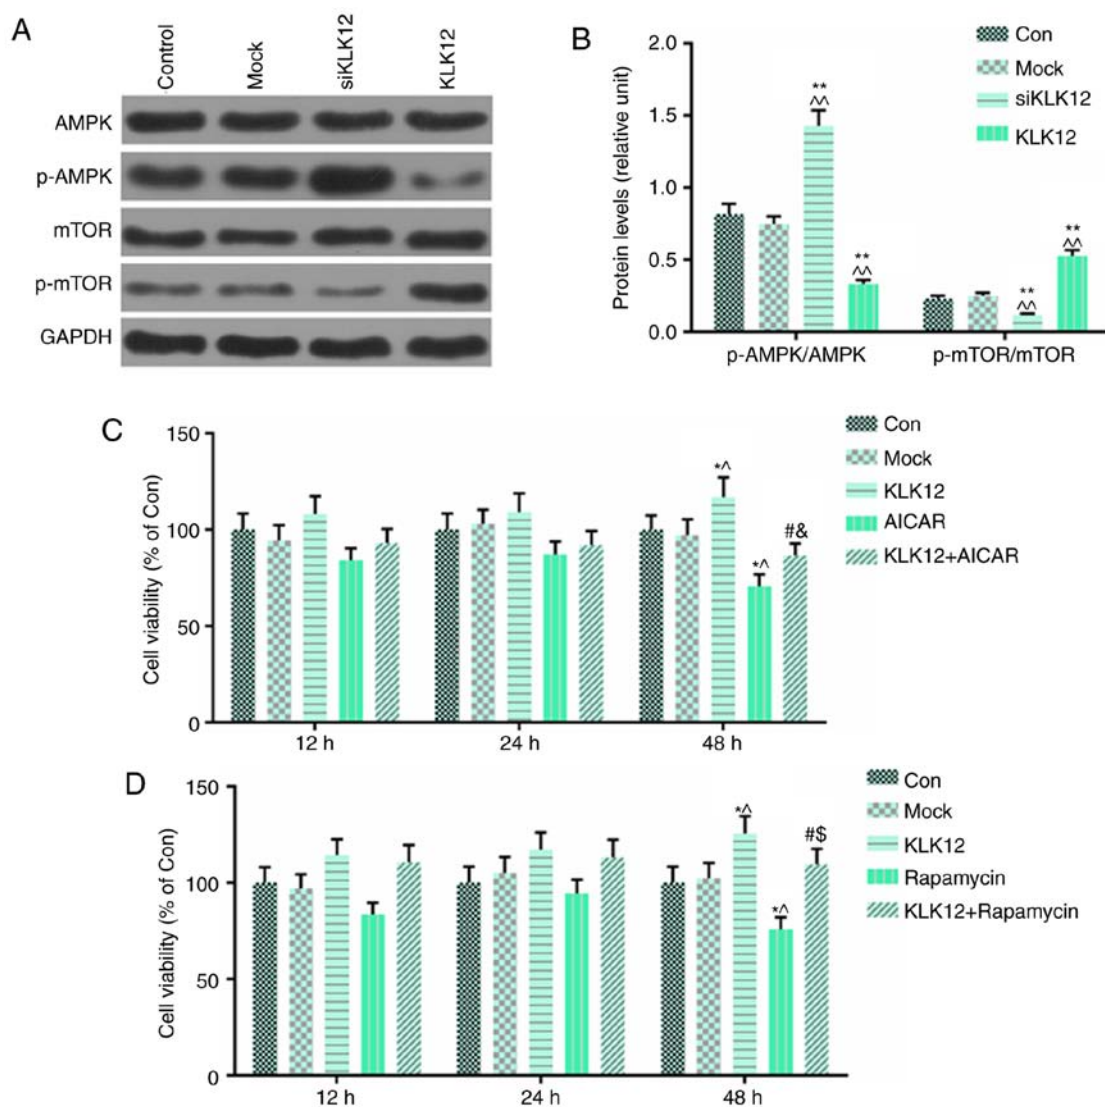 A
Control
Mock
siKLK12
KLK12
AMPK
p-AMPK
mTOR
p-mTOR
GAPDH
B
Protein levels (relative unit)
2.0
1.5
1.0
0.5
0.0
**
^^
**
^^
**
^^
**
^^
p-AMPK/AMPK
p-mTOR/mTOR
Con
Mock
siKLK12
KLK12
C
Cell viability (% of Con)
150
100
50
0
*^
*^
#&
12 h
24 h
48 h
Con
Mock
KLK12
AICAR
KLK12+AICAR
D
Cell viability (% of Con)
150
100
50
0
*^
*^
#$
12 h
24 h
48 h
Con
Mock
KLK12
Rapamycin
KLK12+Rapamycin